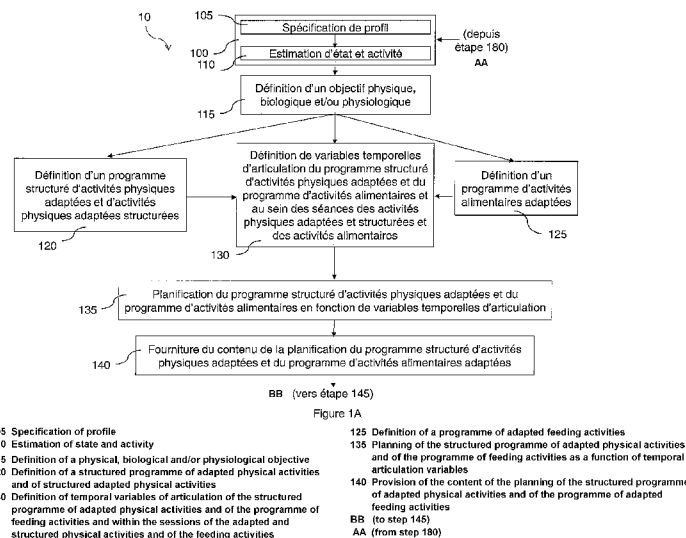 10
105
Spécification de profil
100
110
Estimation d'état et activité
(depuis
étape 180)
AA
Définition d'un objectif physique,
biologique et/ou physiologique
115
Définition d'un programme
structuré d'activités physiques
adaptées et d'activités
physiques adaptées structurées
120
Définition de variables temporelles
d'articulation du programme structuré
d'activités physiques adaptées et du
programme d'activités alimentaires et
au sein des séances des activités
physiques adaptées et structurées et
des activités alimentaires
130
Définition d'un
programme d'activités
alimentaires adaptées
125
Planification du programme structuré d'activités physiques adaptées et du
programme d'activités alimentaires en fonction de variables temporelles d'articulation
135
Fourniture du contenu de la planification du programme structuré d'activités
physiques adaptées et du programme d'activités alimentaires adaptées
140
BB (vers étape 145)
Figure 1A
5 Specification of profile
0 Estimation of state and activity
5 Definition of a physical, biological and/or physiological objective
0 Definition of a structured programme of adapted physical activities
and of structured adapted physical activities
0 Definition of temporal variables of articulation of the structured
programme of adapted physical activities and of the programme of
feeding activities and within the sessions of the adapted and
structured physical activities and of the feeding activities
125 Definition of a programme of adapted feeding activities
135 Planning of the structured programme of adapted physical activities
and of the programme of feeding activities as a function of temporal
articulation variables
140 Provision of the content of the planning of the structured programme
of adapted physical activities and of the programme of adapted
feeding activities
BB (to step 145)
AA (from step 180)